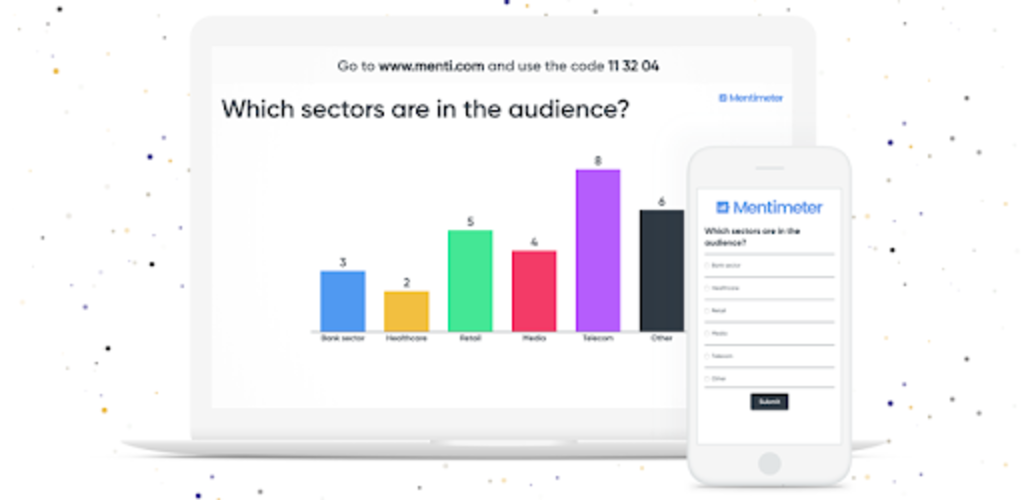 Go to www.menti.com and use the code 11 32 04
Mentimeter
Which sectors are in the audience?
8
6
5
4
3
2
Bank sector Healthcare Retail Media Telecom Other
Mentimeter
Which sectors are in the
audience?
Bank sector
Healthcare
Retail
Media
Telecom
Other
Submit